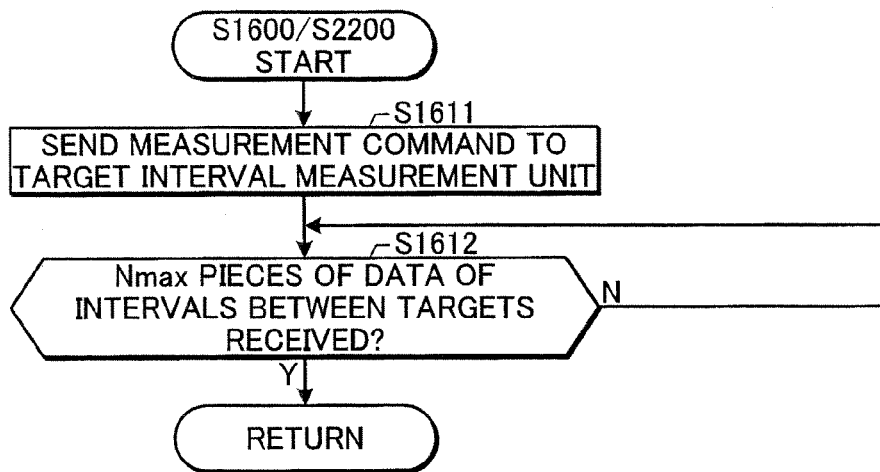 S1600/S2200
START
S1611
SEND MEASUREMENT COMMAND TO
TARGET INTERVAL MEASUREMENT UNIT
S1612
Nmax PIECES OF DATA OF
INTERVALS BETWEEN TARGETS
RECEIVED?
N
Y
RETURN